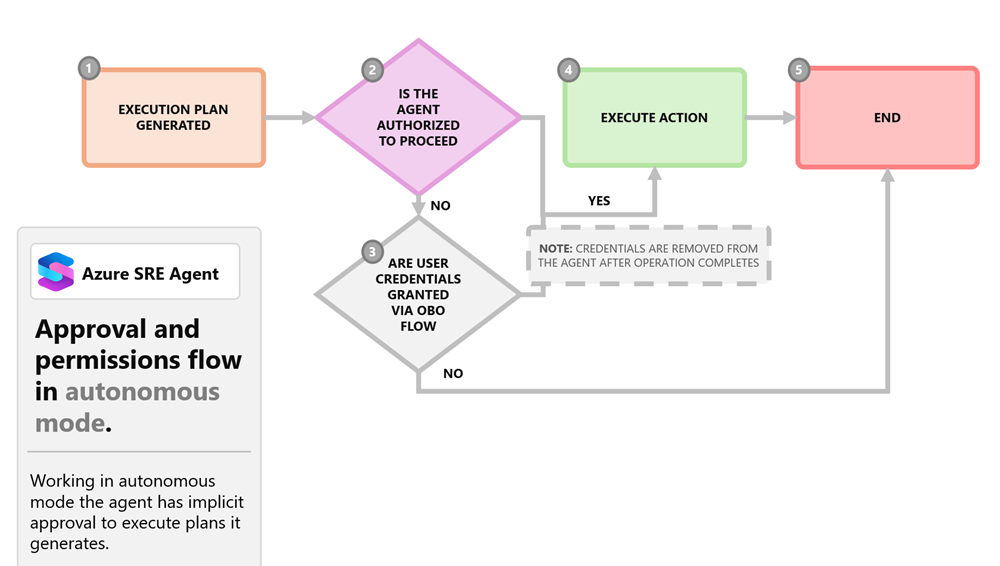 1
EXECUTION PLAN
GENERATED
2
IS THE
AGENT
AUTHORIZED
TO PROCEED
4
EXECUTE ACTION
5
END
NO
YES
3
ARE USER
CREDENTIALS
GRANTED
VIA OBO
FLOW
NOTE: CREDENTIALS ARE REMOVED FROM
THE AGENT AFTER OPERATION COMPLETES
NO
Azure SRE Agent
Approval and
permissions flow
in autonomous
mode.
Working in autonomous
mode the agent has implicit
approval to execute plans it
generates.